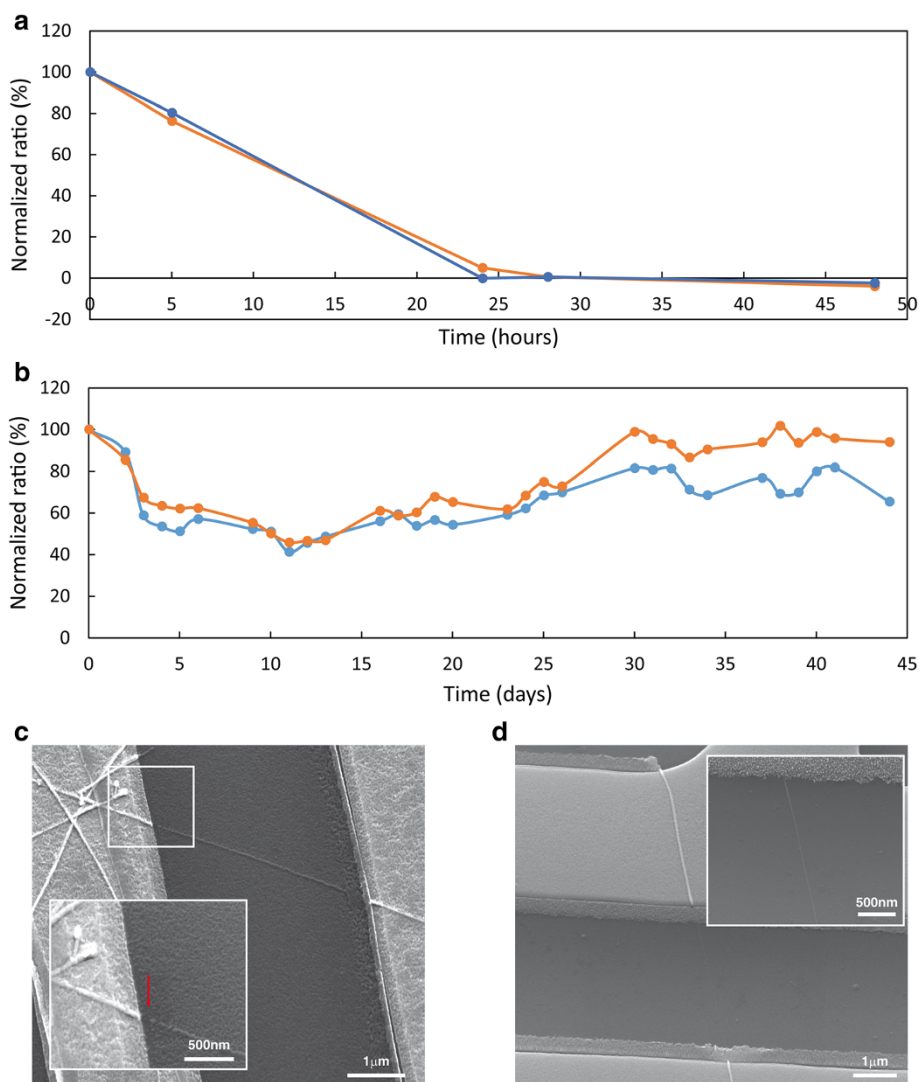 a
120
100
80
60
40
20
0
-20
Normalized ratio (%)
0 5 10 15 20 25 30 35 40 45 50
Time (hours)
b
120
100
80
60
40
20
0
Normalized ratio (%)
0 5 10 15 20 25 30 35 40 45
Time (days)
c
500nm
1μm
d
500nm
1μm